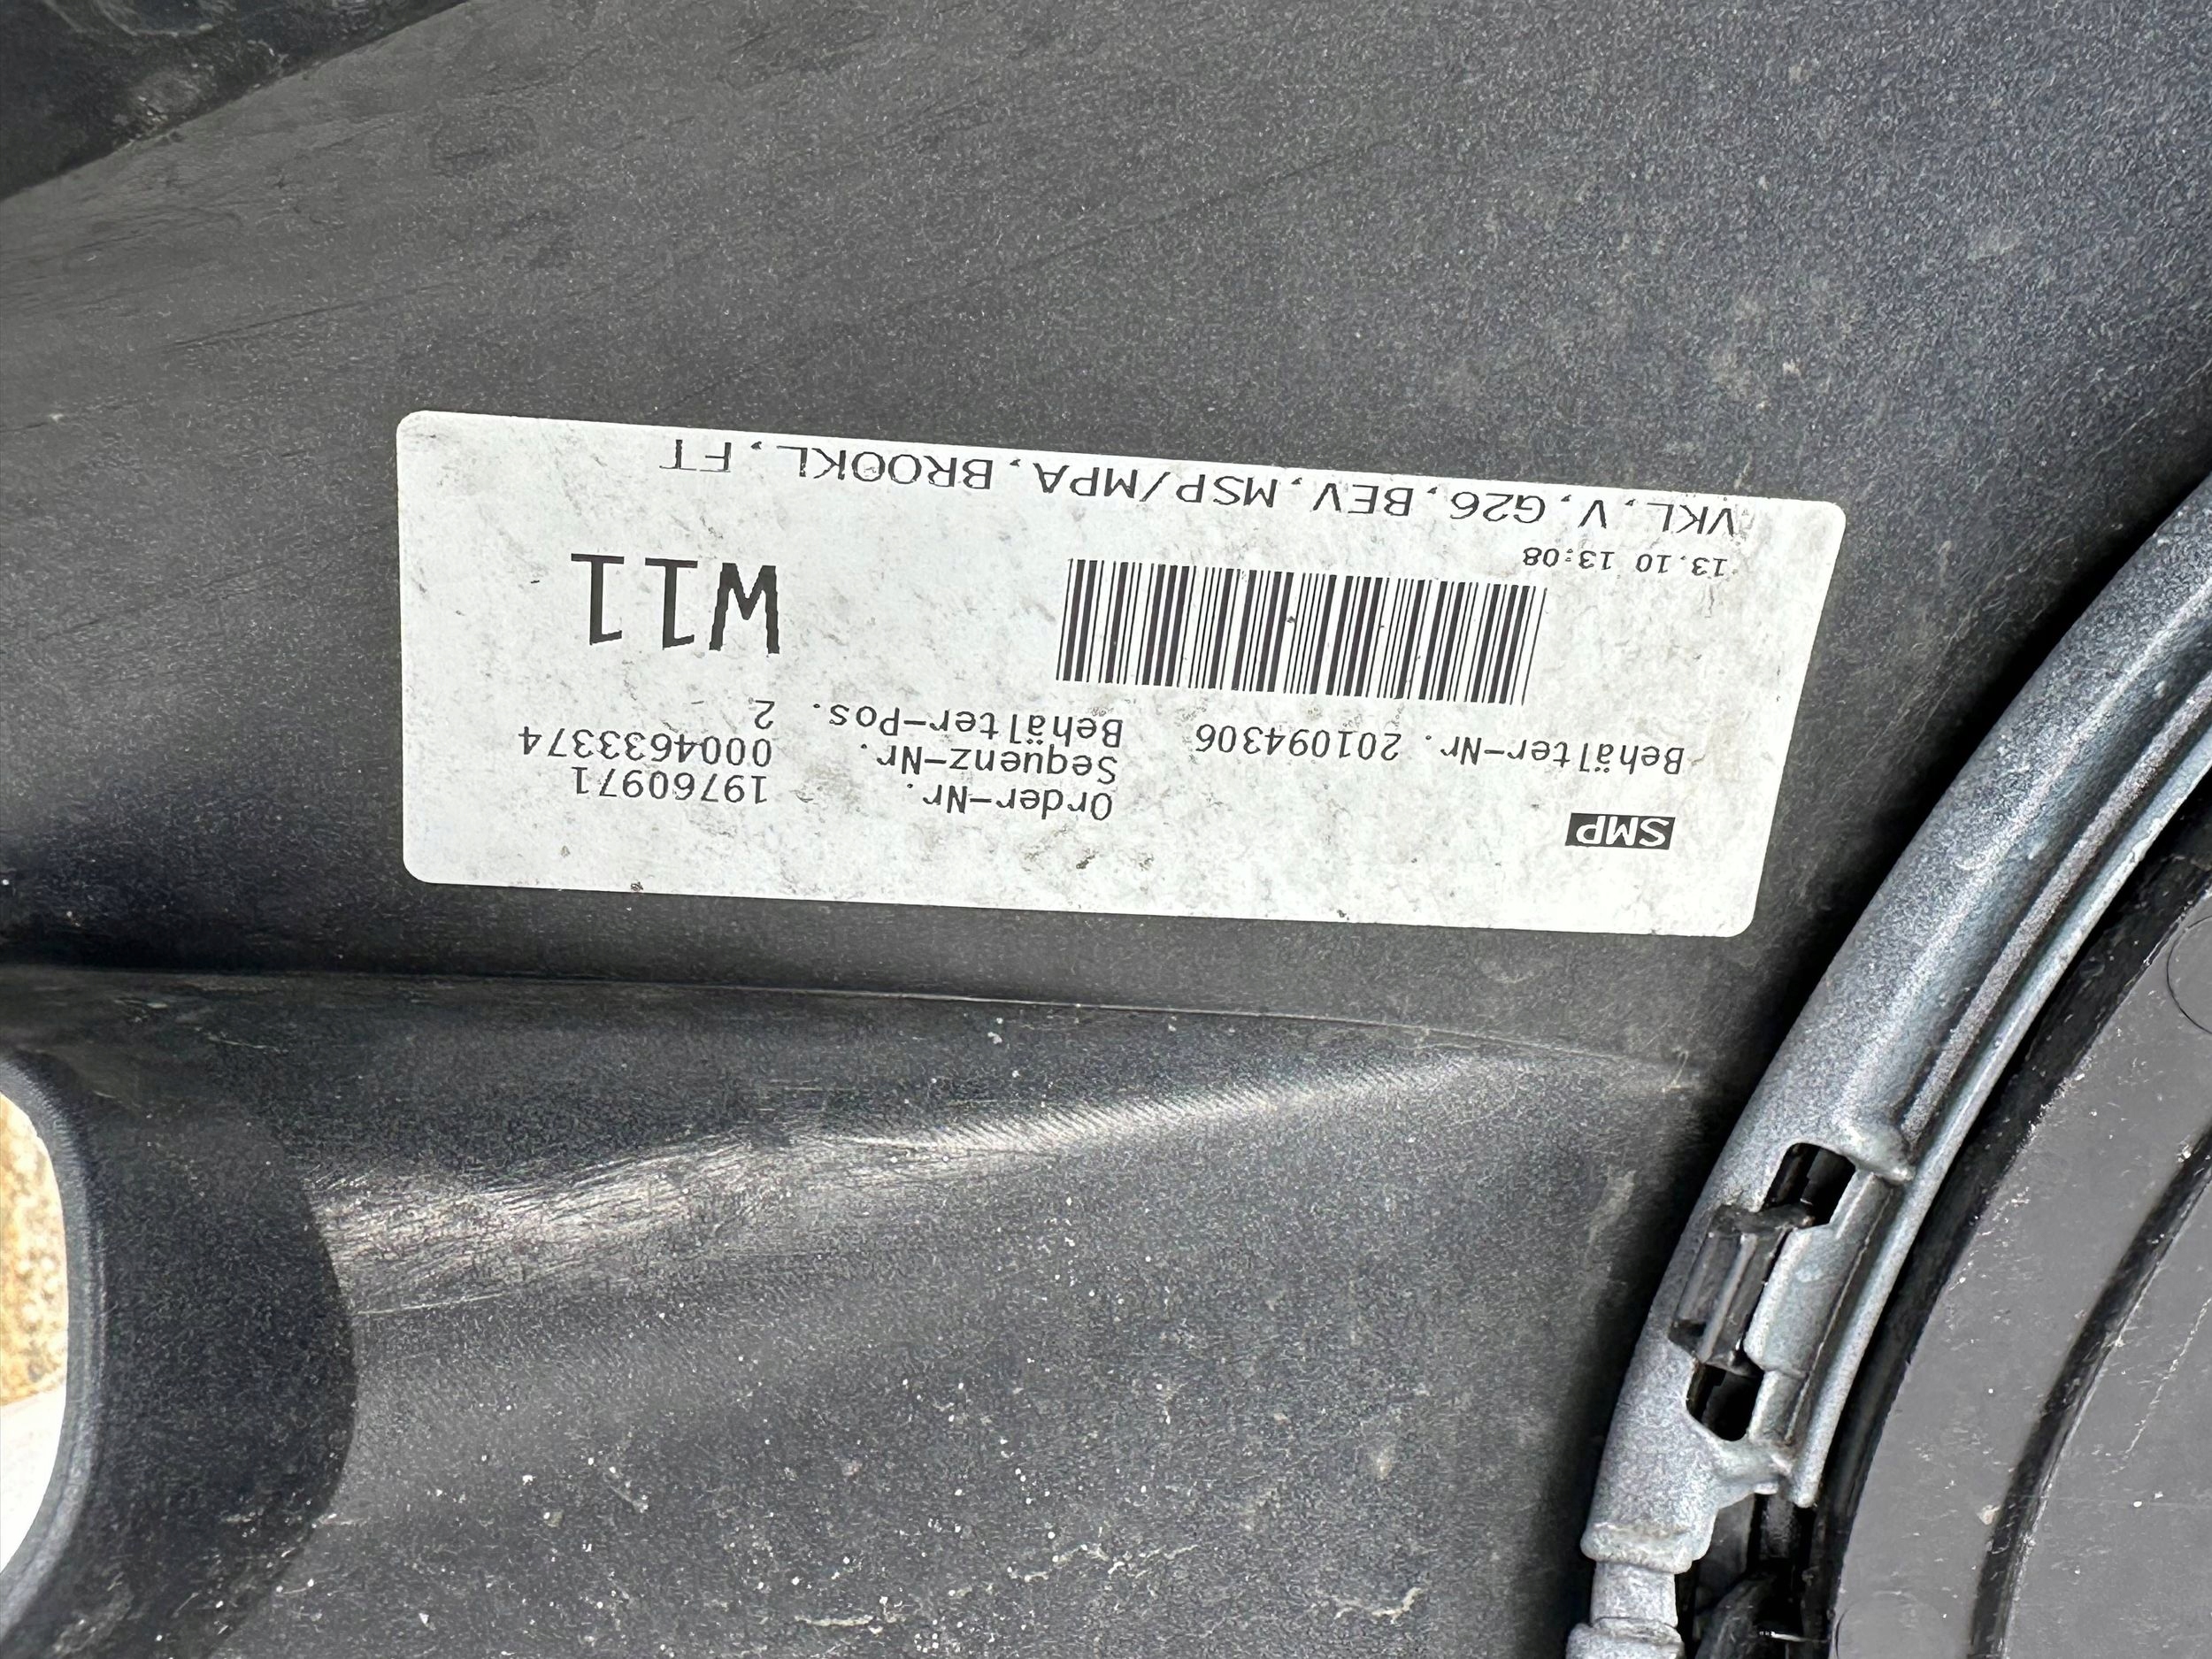 SMP
Order-Nr. 19760971
Sequenz-Nr. 0004633374
Behälter-Nr. 201094306 Behälter-Pos. 2
W11
13.10 13:08
VKL, V, G26, BEV, MSP/MPA, BROOKL, FT